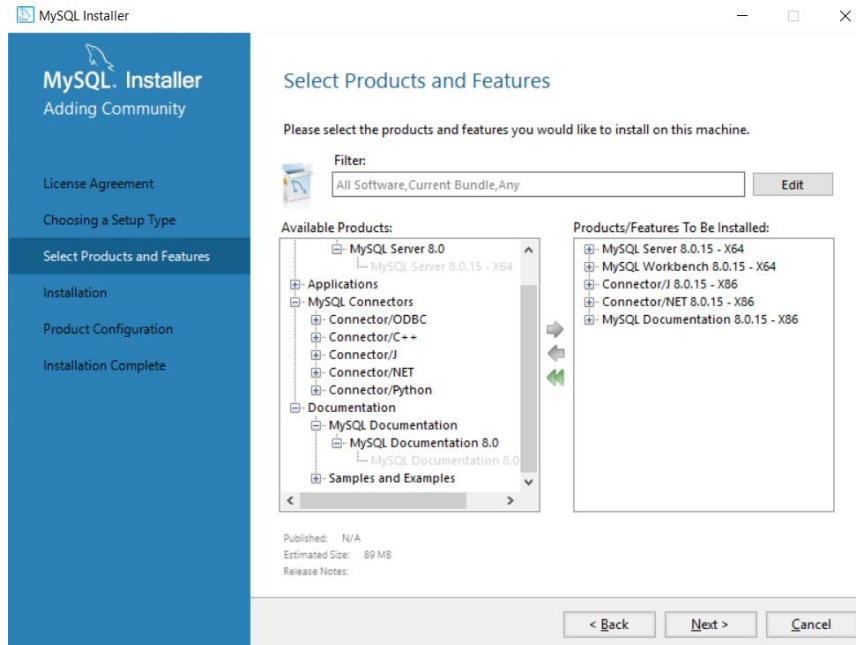 MySQL Installer
MySQL. Installer
Adding Community
License Agreement
Choosing a Setup Type
Select Products and Features
Installation
Product Configuration
Installation Complete
Select Products and Features
Please select the products and features you would like to install on this machine.
Filter:
All Software,Current Bundle,Any
Edit
Available Products:
MySQL Server 8.0
MySQL Server 8.0.15 - X64
Applications
MySQL Connectors
Connector/ODBC
Connector/C++
Connector/J
Connector/NET
Connector/Python
Documentation
MySQL Documentation
MySQL Documentation 8.0
MySQL Documentation 8.0
Samples and Examples
Products/Features To Be Installed:
MySQL Server 8.0.15 - X64
MySQL Workbench 8.0.15 - X64
Connector/J 8.0.15 - X86
Connector/NET 8.0.15 - X86
MySQL Documentation 8.0.15 - X86
Published: N/A
Estimated Size: 89 MB
Release Notes:
< Back
Next >
Cancel